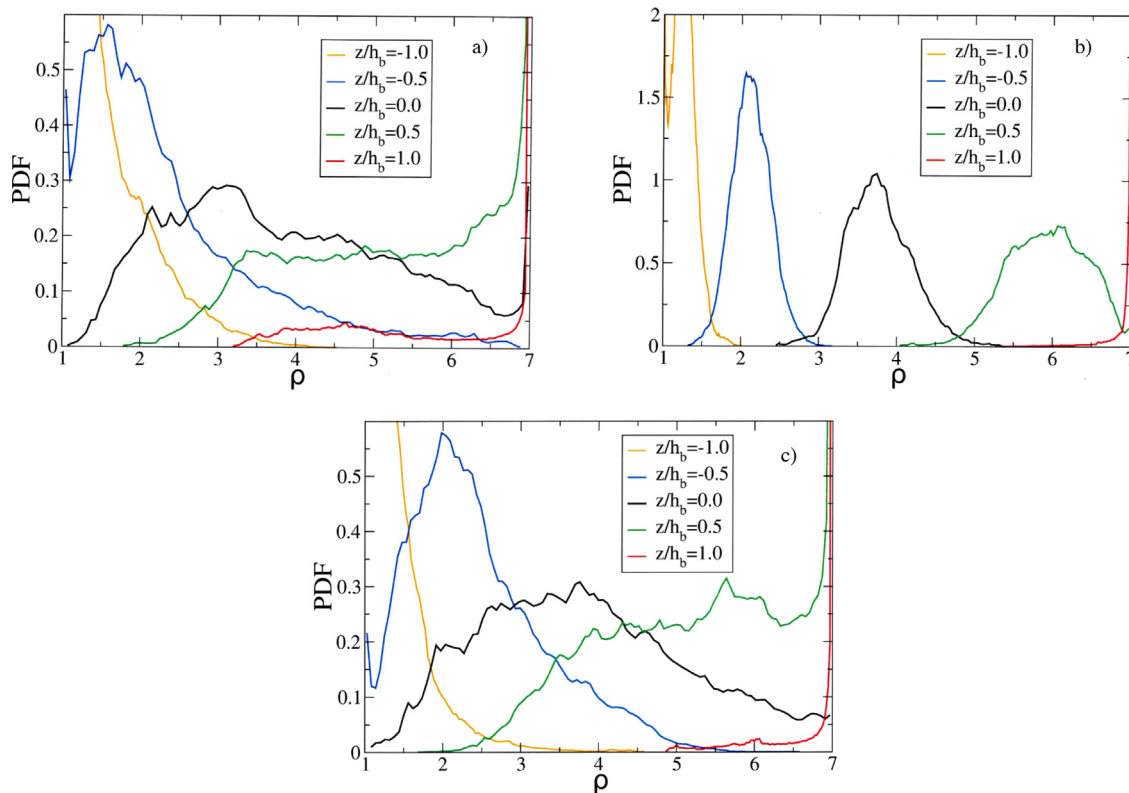 a)
z/h_b=-1.0
z/h_b=-0.5
z/h_b=0.0
z/h_b=0.5
z/h_b=1.0
PDF
0.5
0.4
0.3
0.2
0.1
0
1 2 3 4 5 6 7
ρ
b)
z/h_b=-1.0
z/h_b=-0.5
z/h_b=0.0
z/h_b=0.5
z/h_b=1.0
PDF
2
1.5
1
0.5
0
1 2 3 4 5 6 7
ρ
c)
z/h_b=-1.0
z/h_b=-0.5
z/h_b=0.0
z/h_b=0.5
z/h_b=1.0
PDF
0.5
0.4
0.3
0.2
0.1
0
1 2 3 4 5 6 7
ρ